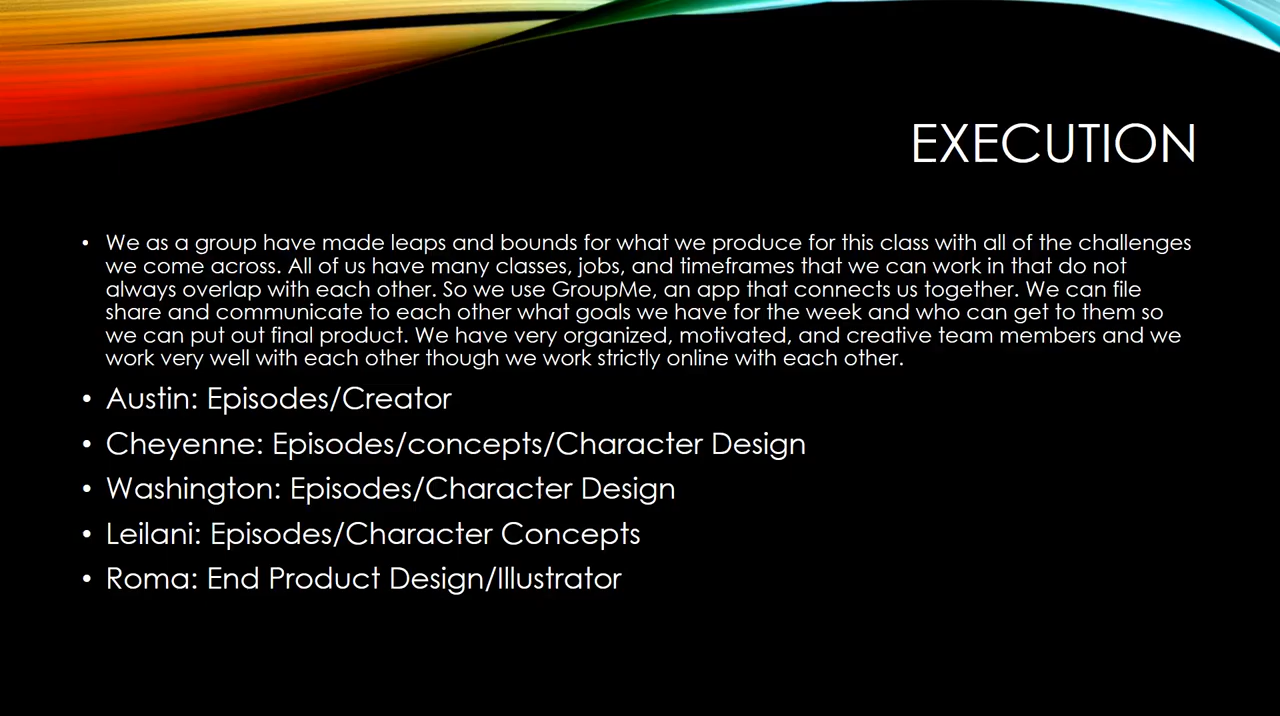 EXECUTION
• We as a group have made leaps and bounds for what we produce for this class with all of the challenges
we come across. All of us have many classes, jobs, and timeframes that we can work in that do not
always overlap with each other. So we use GroupMe, an app that connects us together. We can file
share and communicate to each other what goals we have for the week and who can get to them so
we can put out final product. We have very organized, motivated, and creative team members and we
work very well with each other though we work strictly online with each other.
• Austin: Episodes/Creator
• Cheyenne: Episodes/concepts/Character Design
• Washington: Episodes/Character Design
• Leilani: Episodes/Character Concepts
• Roma: End Product Design/Illustrator